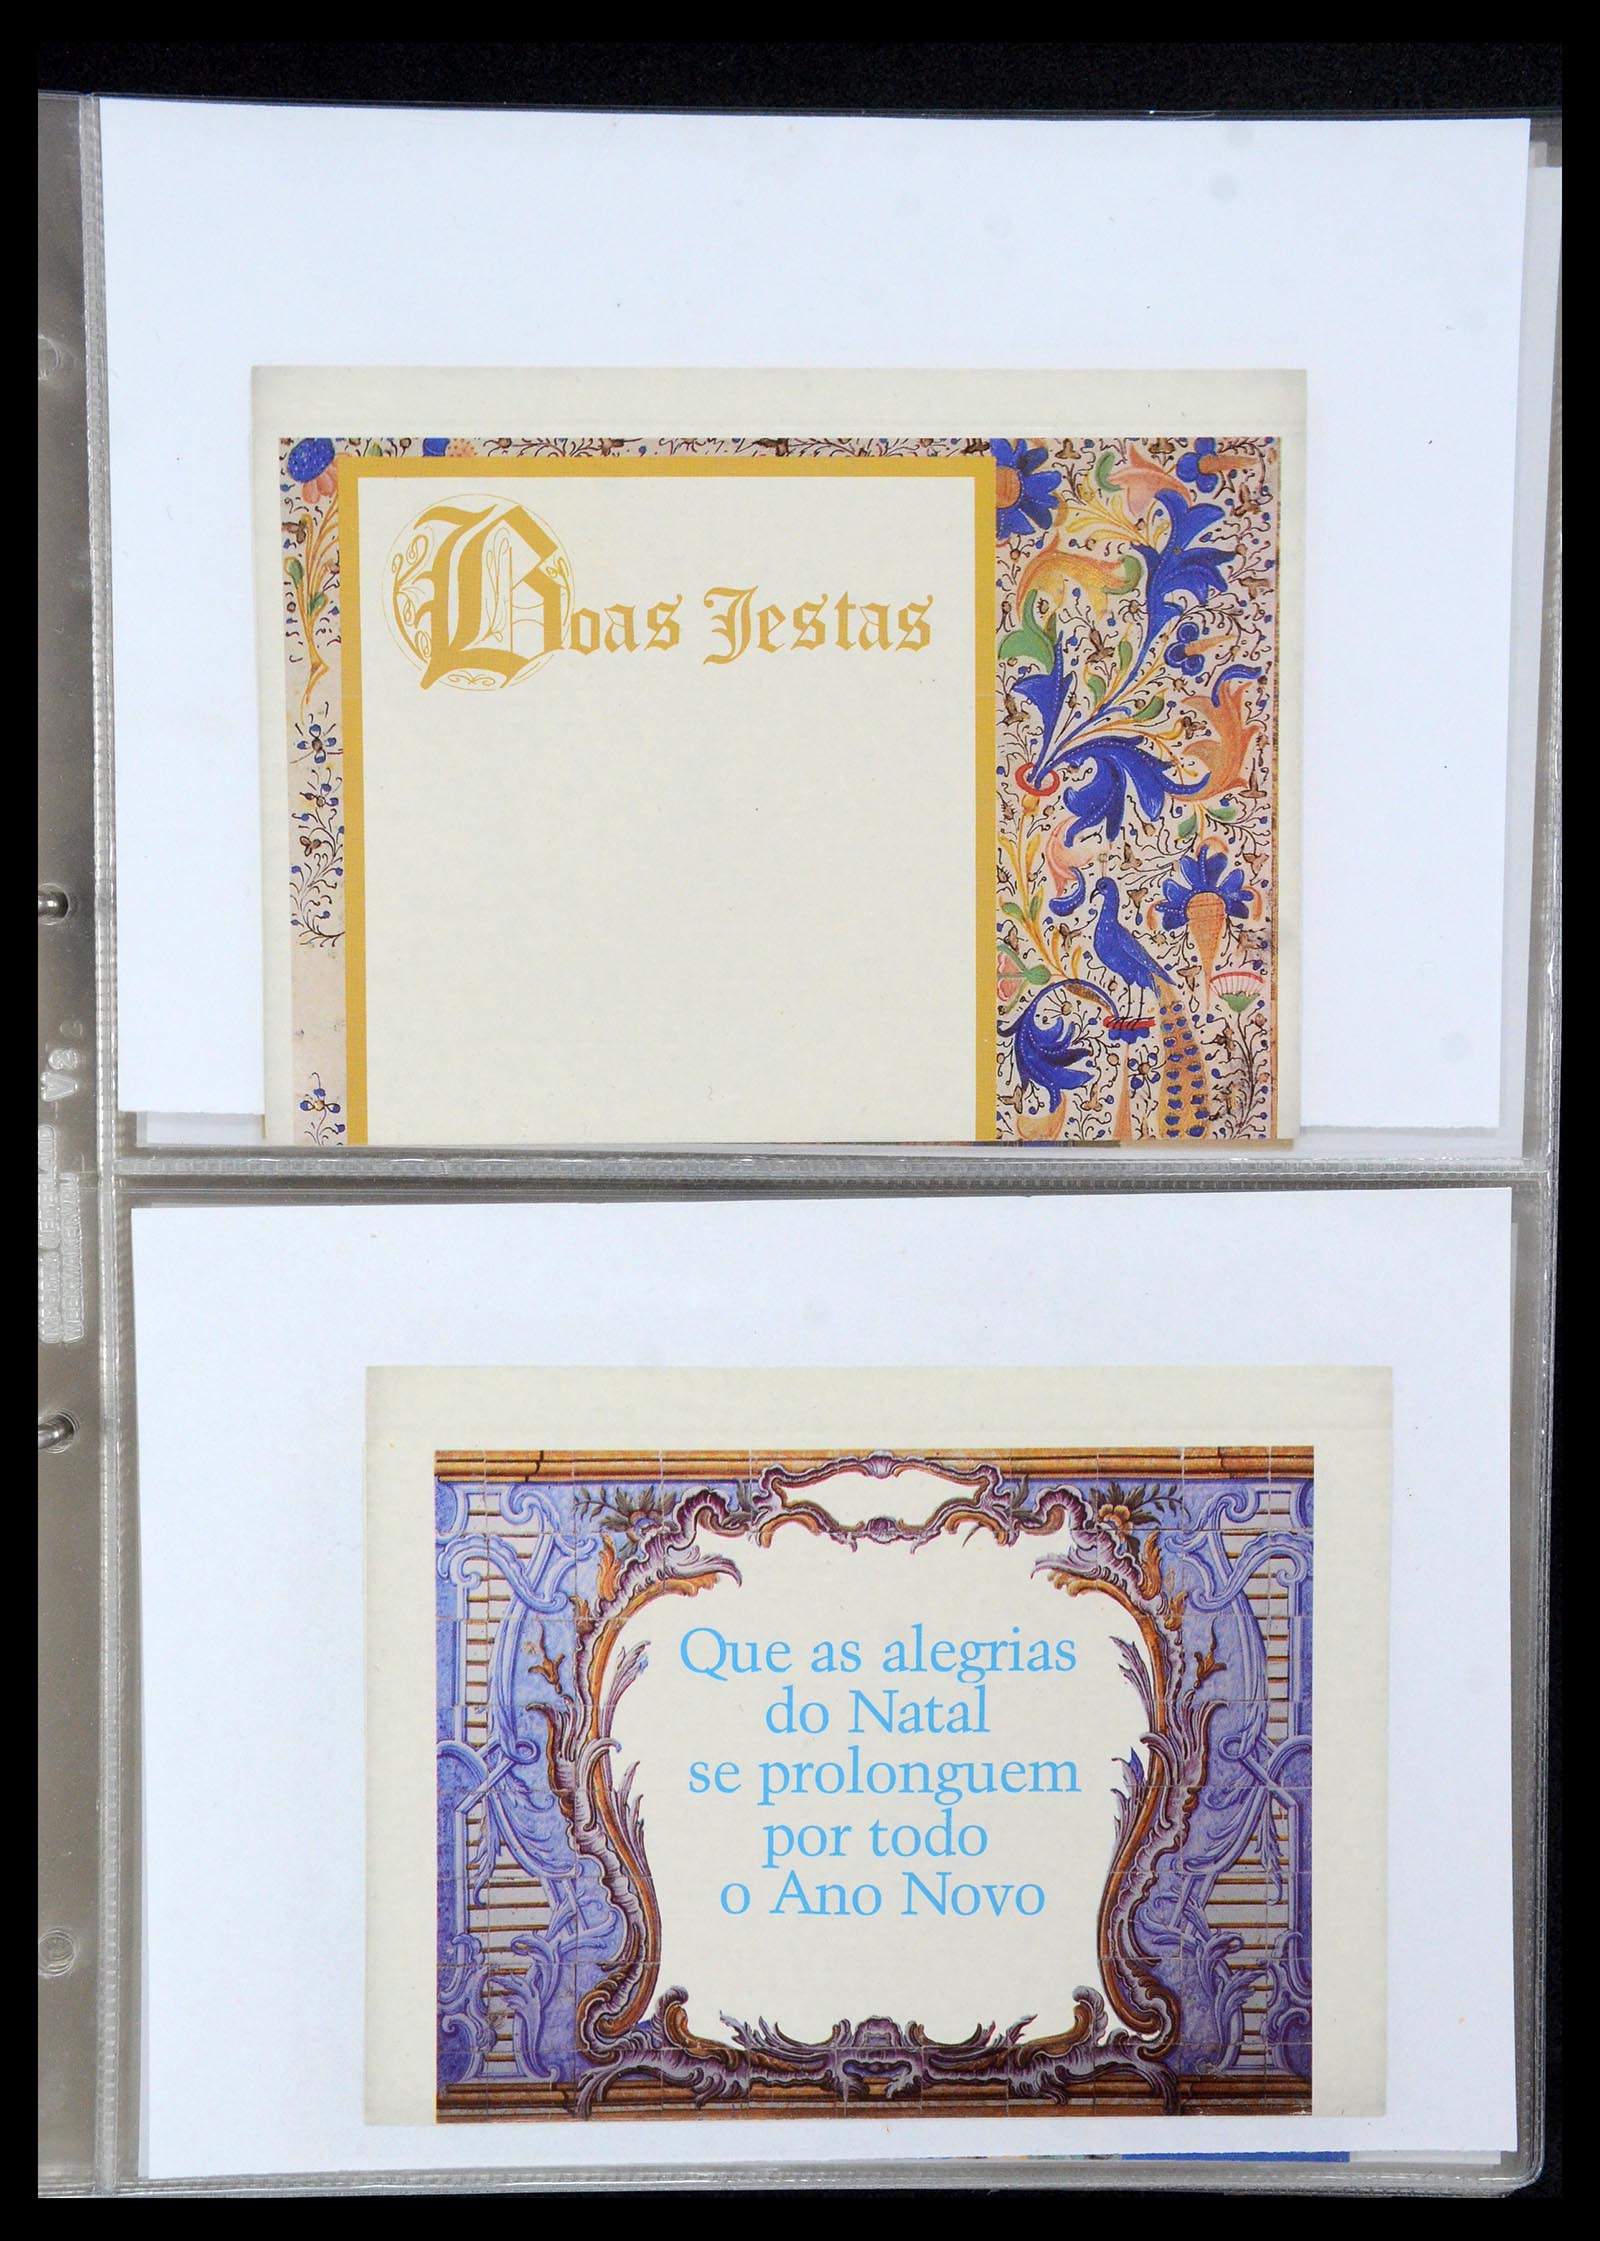 Boas Festas
Que as alegrias
do Natal
se prolonguem
por todo
o Ano Novo